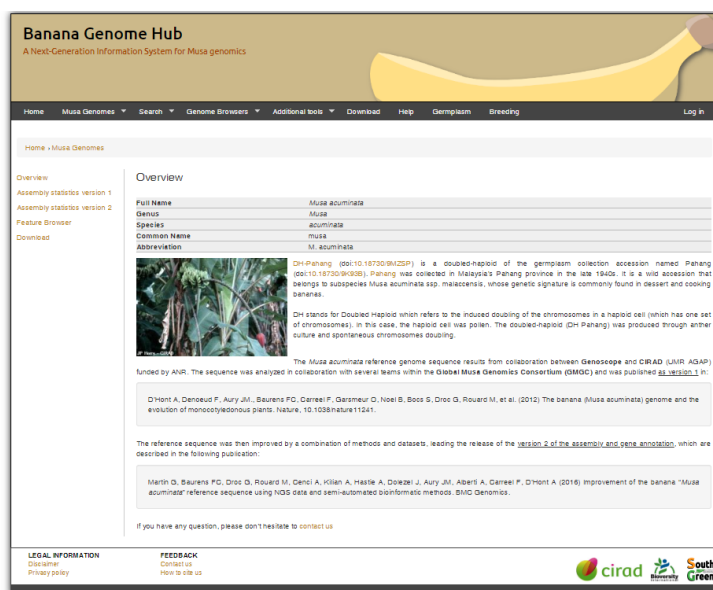 Banana Genome Hub
A Next-Generation Information System for Musa genomics
Home Musa Genomes Search Genome Browsers Additional tools Download Help Germplasm Breeding Log in
Home › Musa Genomes
Overview
Assembly statistics version 1
Assembly statistics version 2
Feature Browser
Download
Overview
Full Name Musa acuminata
Genus Musa
Species acuminata
Common Name musa
Abbreviation M. acuminata
DH-Pahang (doi:10.18730/9MZSP) is a doubled-haploid of the germplasm collection accession named Pahang
(doi:10.18730/9K93B). Pahang was collected in Malaysia's Pahang province in the late 1940s. It is a wild accession that
belongs to subspecies Musa acuminata ssp. malaccensis, whose genetic signature is commonly found in dessert and cooking
bananas.
DH stands for Doubled Haploid which refers to the induced doubling of the chromosomes in a haploid cell (which has one set
of chromosomes). In this case, the haploid cell was pollen. The doubled-haploid (DH Pahang) was produced through anther
culture and spontaneous chromosomes doubling.
The Musa acuminata reference genome sequence results from collaboration between Genoscope and CIRAD (UMR AGAP)
funded by ANR. The sequence was analyzed in collaboration with several teams within the Global Musa Genomics Consortium (GMGC) and was published as version 1 in:
D'Hont A, Denoeud F, Aury JM., Baurens FC, Carreel F, Garsmeur O, Noel B, Bocs S, Droc G, Rouard M, et al. (2012) The banana (Musa acuminata) genome and the
evolution of monocotyledonous plants. Nature, 10.1038/nature11241.
The reference sequence was then improved by a combination of methods and datasets, leading the release of the version 2 of the assembly and gene annotation, which are
described in the following publication:
Martin G, Baurens FC, Droc G, Rouard M, Cenci A, Kilian A, Hastie A, Dolezel J, Aury JM, Alberti A, Carreel F, D'Hont A (2016) Improvement of the banana "Musa
acuminata" reference sequence using NGS data and semi-automated bioinformatic methods. BMC Genomics.
If you have any question, please don't hesitate to contact us
LEGAL INFORMATION
Disclaimer
Privacy policy
FEEDBACK
Contact us
How to cite us
cirad
Bioversity
South
Green